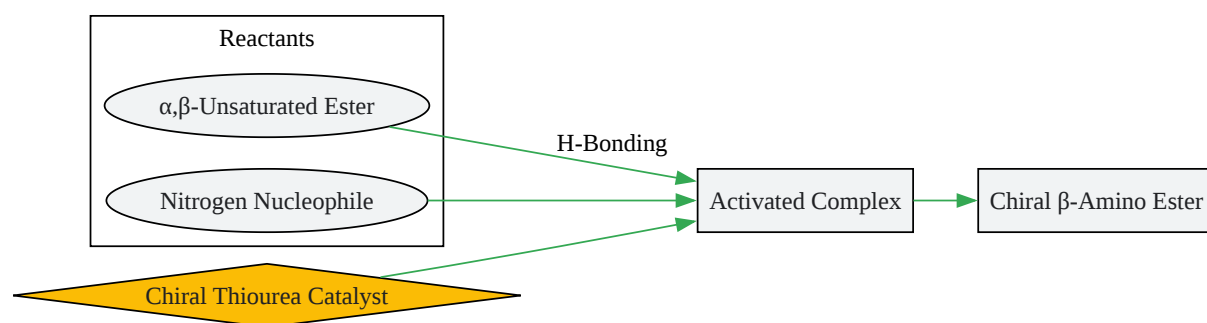 Reactants
α,β-Unsaturated Ester
H-Bonding
Nitrogen Nucleophile
Activated Complex
Chiral β-Amino Ester
Chiral Thiourea Catalyst